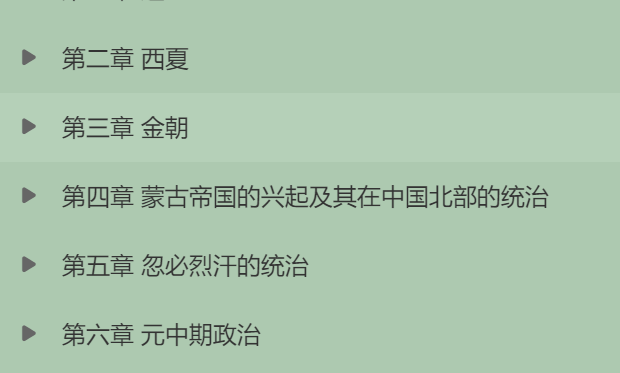 第二章 西夏
第三章 金朝
第四章 蒙古帝国的兴起及其在中国北部的统治
第五章 忽必烈汗的统治
第六章 元中期政治